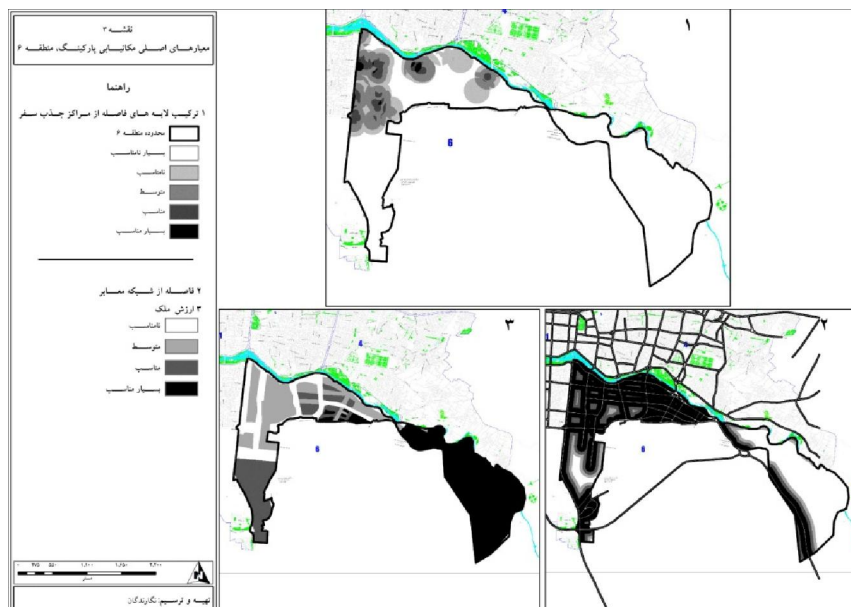 نقشه ۳
معیارهای اصلی مکانیابی پارکینگ، منطقه ۶
راهنما
۱ ترکیب لایه های فاصله از مراکز جذب سفر
محدوده منطقه ۶
بسیار نامناسب
نامناسب
متوسط
مناسب
بسیار مناسب
۲ فاصله از شبکه معابر
۳ ارزش ملک
نامناسب
متوسط
مناسب
بسیار مناسب
تهیه و ترسیم: نگارندگان
۱
6
۳
4
6
۲
6